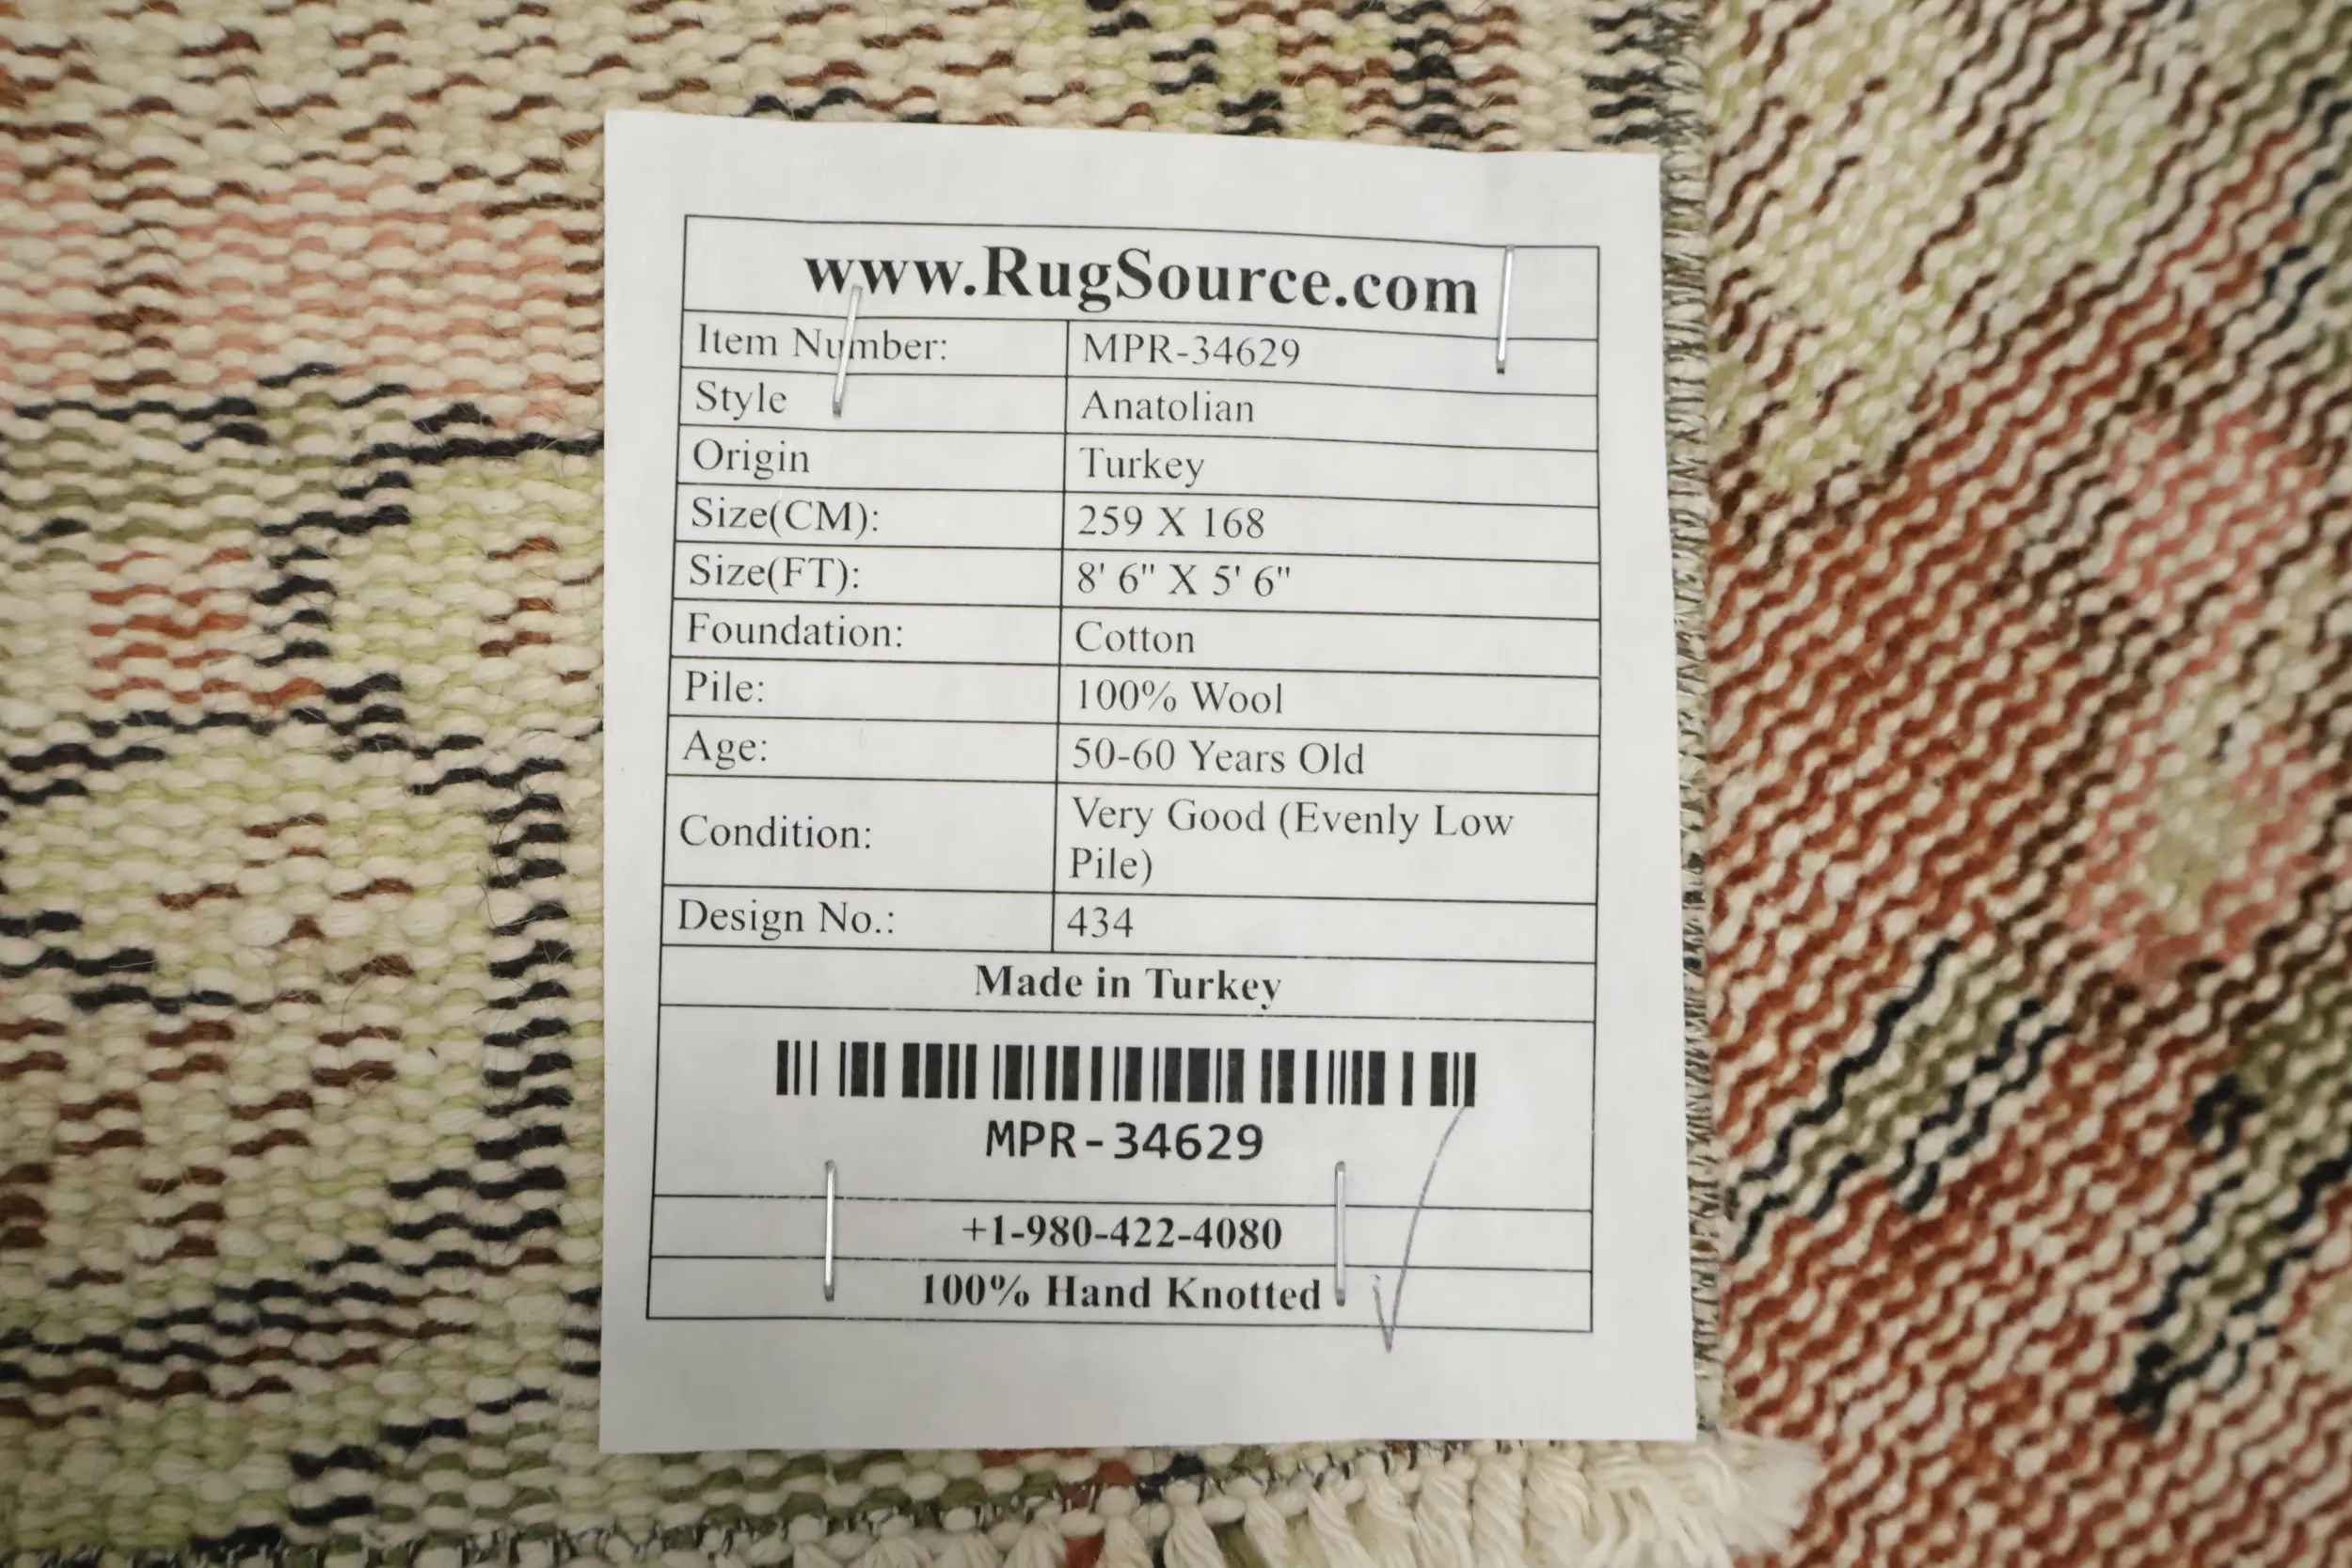 www.RugSource.com
Item Number: MPR-34629
Style Anatolian
Origin Turkey
Size(CM): 259 X 168
Size(FT): 8' 6" X 5' 6"
Foundation: Cotton
Pile: 100% Wool
Age: 50-60 Years Old
Condition: Very Good (Evenly Low
Pile)
Design No.: 434
Made in Turkey
MPR-34629
+1-980-422-4080
100% Hand Knotted